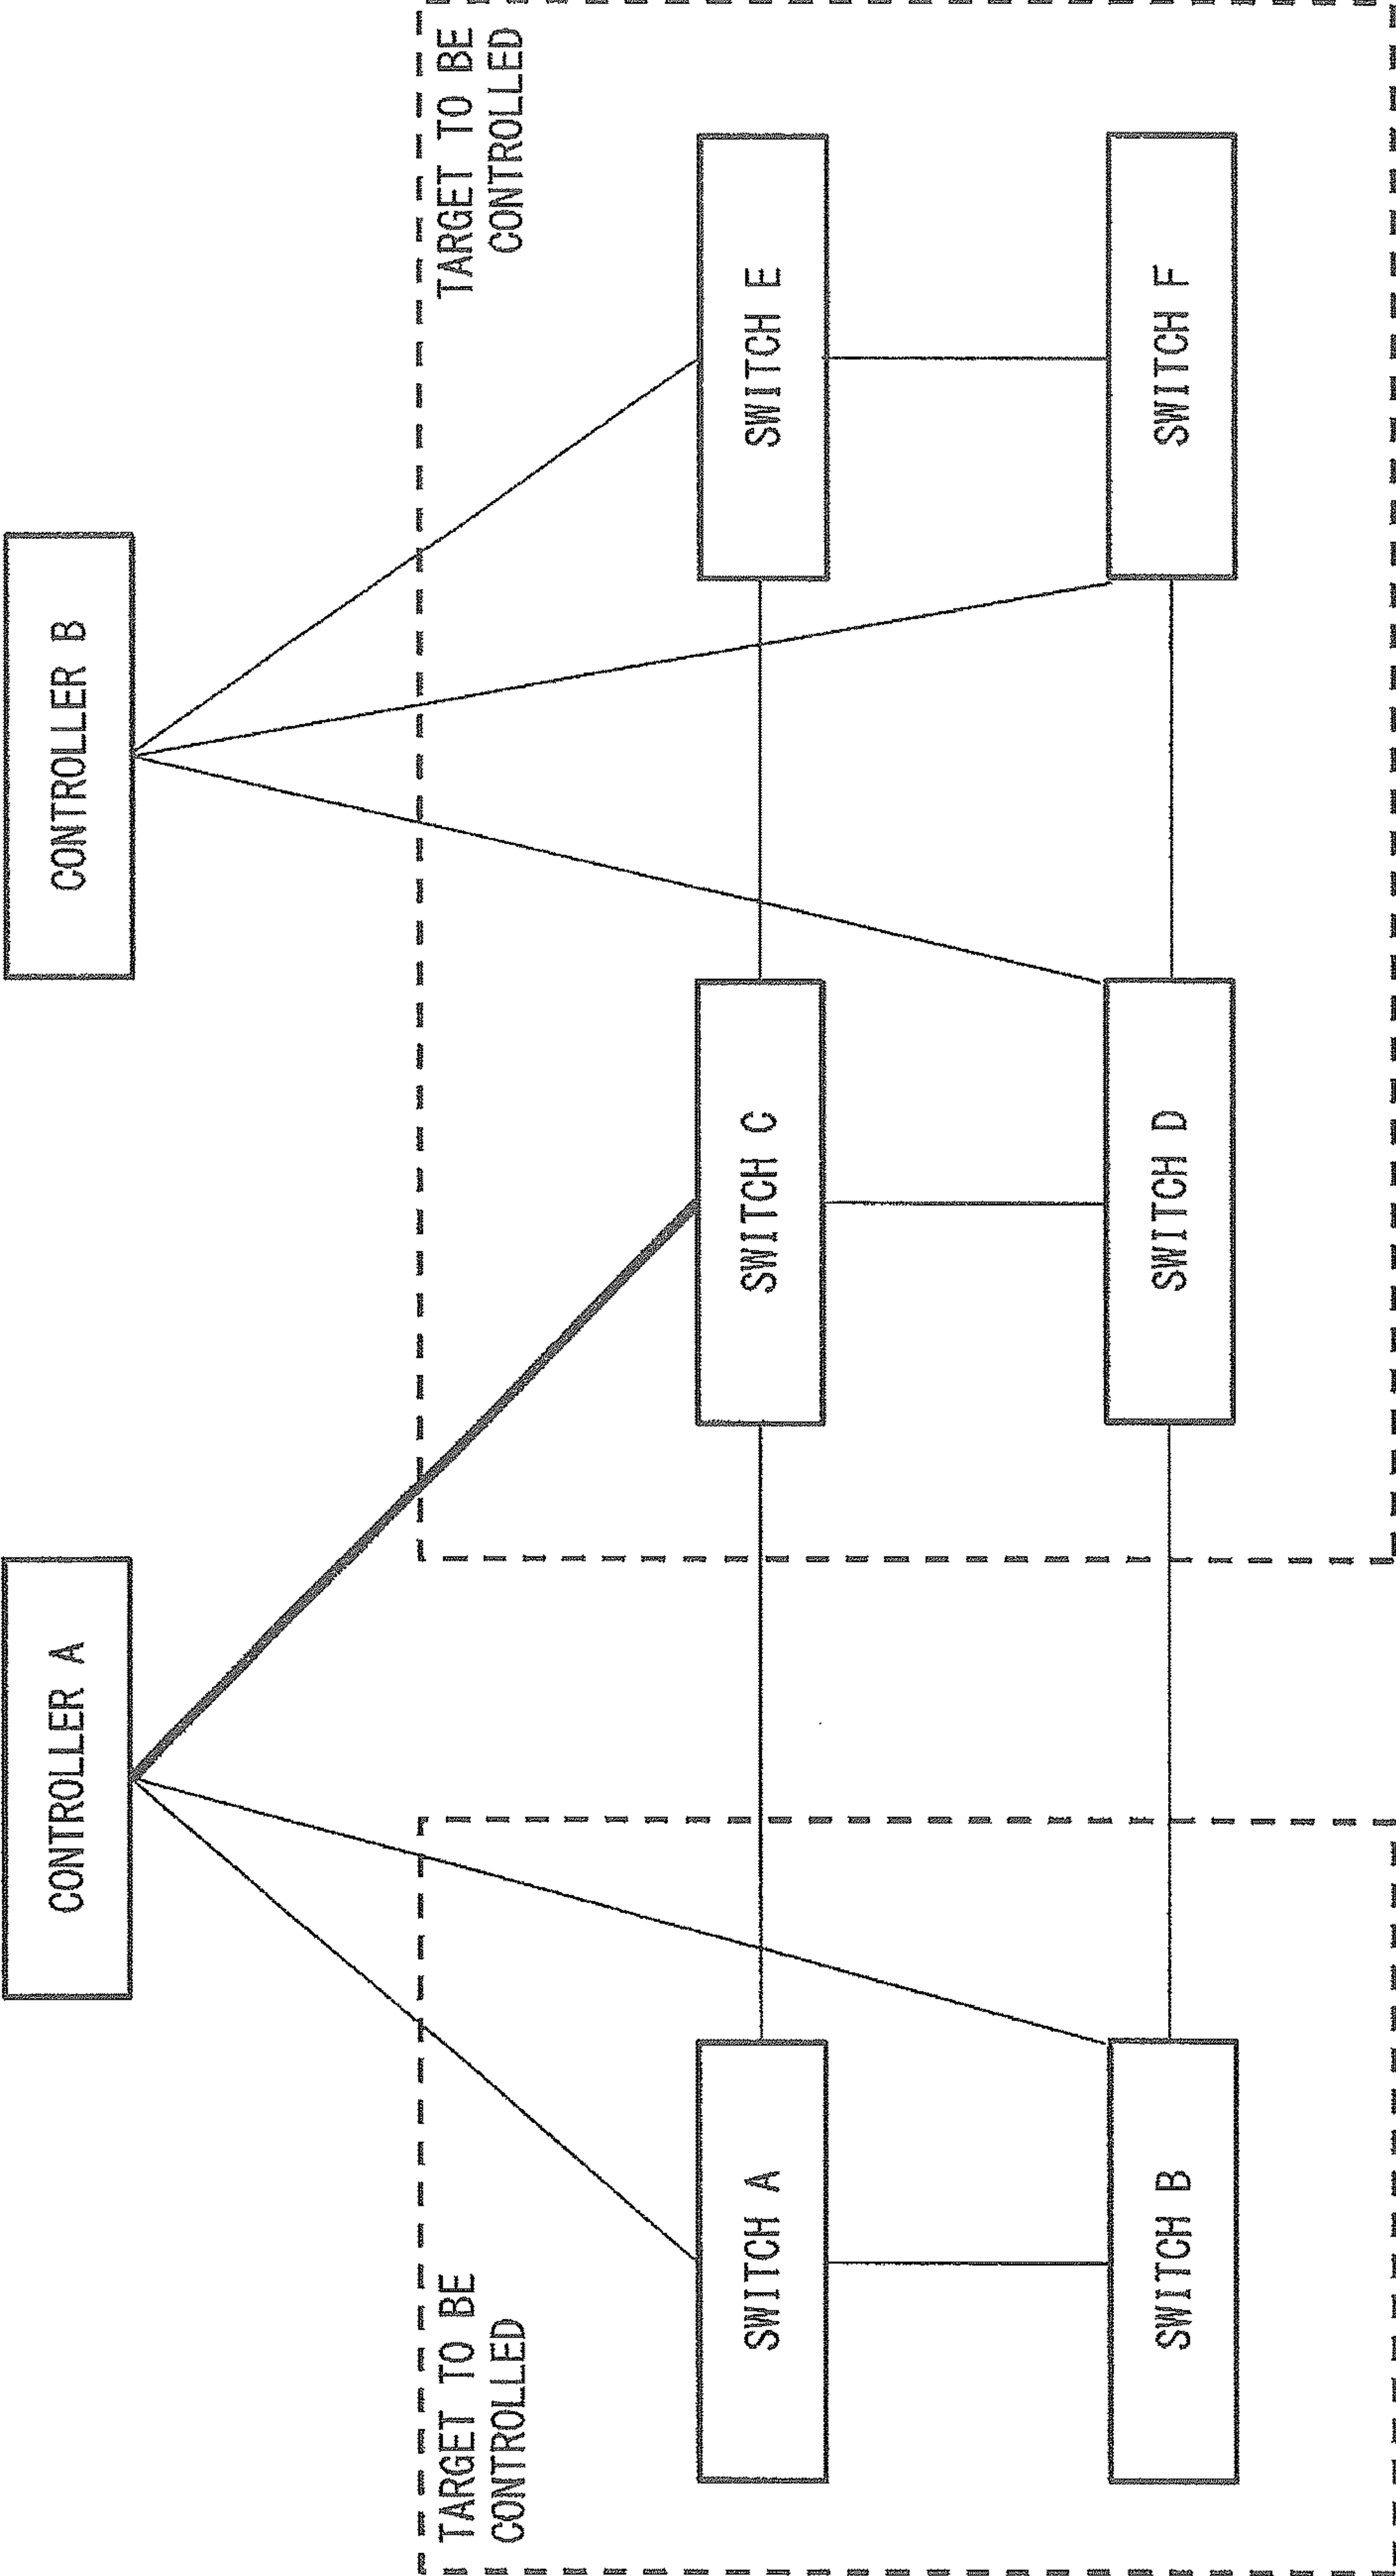 CONTROLLER A
CONTROLLER B
TARGET TO BE
CONTROLLED
TARGET TO BE
CONTROLLED
SWITCH A
SWITCH C
SWITCH E
SWITCH B
SWITCH D
SWITCH F